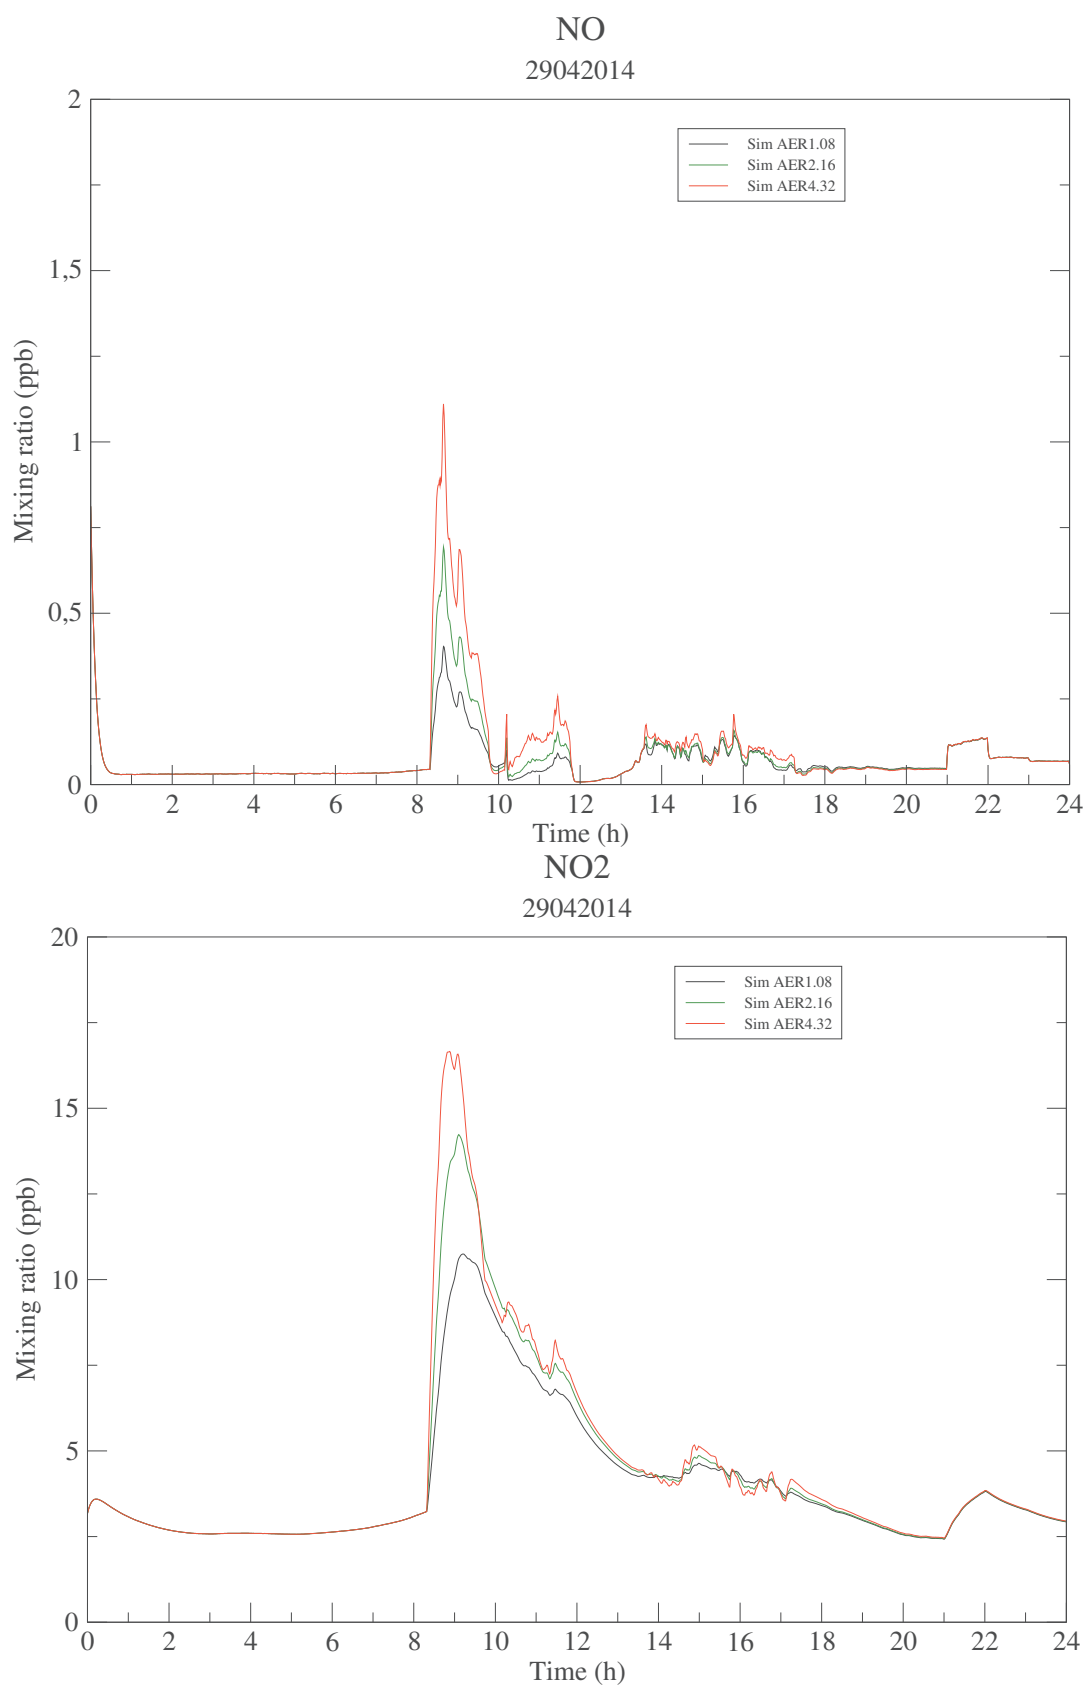 NO
29042014
2
1,5
1
0,5
0
Mixing ratio (ppb)
Sim AER1.08
Sim AER2.16
Sim AER4.32
0 2 4 6 8 10 12 14 16 18 20 22 24
Time (h)
NO2
29042014
20
15
10
5
0
Mixing ratio (ppb)
Sim AER1.08
Sim AER2.16
Sim AER4.32
0 2 4 6 8 10 12 14 16 18 20 22 24
Time (h)